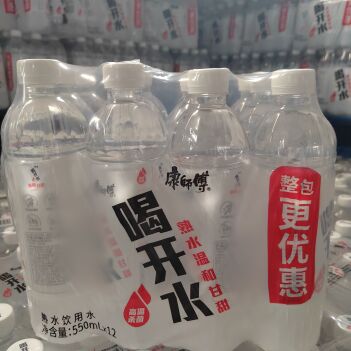 康师傅
喝开水
熟水温和甘甜
高温
杀菌
整包
更优惠
熟水饮用水
净含量:550mL×12